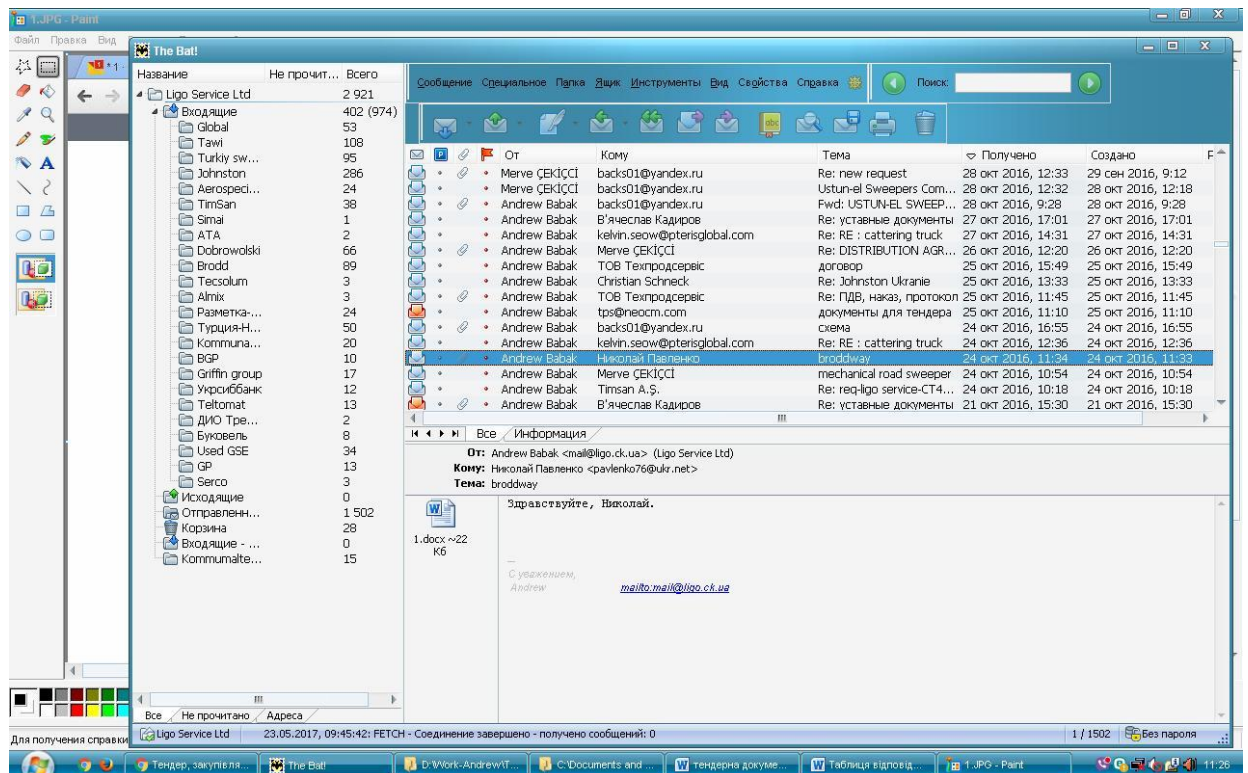 1.JPG - Paint
Файл Правка Вид
The Bat!
Название Не прочит... Всего
Ligo Service Ltd 2 921
Входящие 402 (974)
Global 53
Tawi 108
Turkiy sw... 95
Johnston 286
Aerospeci... 24
TimSan 38
Simai 1
ATA 2
Dobrowolski 66
Brodd 89
Tecsolum 3
Almix 3
Разметка-... 24
Турция-Н... 50
Kommuna... 20
BGP 10
Griffin group 17
Укрсиббанк 12
Teltomat 13
ДИО Тре... 2
Буковель 8
Used GSE 34
GP 13
Serco 3
Исходящие 0
Отправленн... 1 502
Корзина 28
Входящие - ... 0
Kommumalte... 15
Все Не прочитано Адреса
Сообщение Специальное Папка Ящик Инструменты Вид Свойства Справка Поиск:
От Кому Тема Получено Создано
Merve ÇEKİÇCİ backs01@yandex.ru Re: new request 28 окт 2016, 12:33 29 сен 2016, 9:12
Merve ÇEKİÇCİ backs01@yandex.ru Ustun-el Sweepers Com... 28 окт 2016, 12:32 28 окт 2016, 12:18
Andrew Babak backs01@yandex.ru Fwd: USTUN-EL SWEEP... 28 окт 2016, 9:28 28 окт 2016, 9:28
Andrew Babak В'ячеслав Кадиров Re: уставные документы 27 окт 2016, 17:01 27 окт 2016, 17:01
Andrew Babak kelvin.seow@pterisglobal.com Re: RE : cattering truck 27 окт 2016, 14:31 27 окт 2016, 14:31
Andrew Babak Merve ÇEKİÇCİ Re: DISTRIBUTION AGR... 26 окт 2016, 12:20 26 окт 2016, 12:20
Andrew Babak ТОВ Техпродсервіс договор 25 окт 2016, 15:49 25 окт 2016, 15:49
Andrew Babak Christian Schneck Re: Johnston Ukranie 25 окт 2016, 13:33 25 окт 2016, 13:33
Andrew Babak ТОВ Техпродсервіс Re: ПДВ, наказ, протокол 25 окт 2016, 11:45 25 окт 2016, 11:45
Andrew Babak tps@neocm.com документы для тендера 25 окт 2016, 11:10 25 окт 2016, 11:10
Andrew Babak backs01@yandex.ru схема 24 окт 2016, 16:55 24 окт 2016, 16:55
Andrew Babak kelvin.seow@pterisglobal.com Re: RE : cattering truck 24 окт 2016, 12:36 24 окт 2016, 12:36
Andrew Babak Николай Павленко broddway 24 окт 2016, 11:34 24 окт 2016, 11:33
Andrew Babak Merve ÇEKİÇCİ mechanical road sweeper 24 окт 2016, 10:54 24 окт 2016, 10:54
Andrew Babak Timsan A.Ş. Re: req-ligo service-CT4... 24 окт 2016, 10:18 24 окт 2016, 10:18
Andrew Babak В'ячеслав Кадиров Re: уставные документы 21 окт 2016, 15:30 21 окт 2016, 15:30
Все Информация
От: Andrew Babak <mail@ligo.ck.ua> (Ligo Service Ltd)
Кому: Николай Павленко <pavlenko76@ukr.net>
Тема: broddway
1.docx ~22
Кб
Здравствуйте, Николай.
--
С уважением,
Andrew mailto:mail@ligo.ck.ua
Ligo Service Ltd 23.05.2017, 09:45:42: FETCH - Соединение завершено - получено сообщений: 0 1 / 1502 Без пароля
Для получения справки
Тендер, закупівля... The Bat! D:\Work-Andrew\T... C:\Documents and ... тендерна докуме... Таблиця відповід... 1.JPG - Paint 11:26